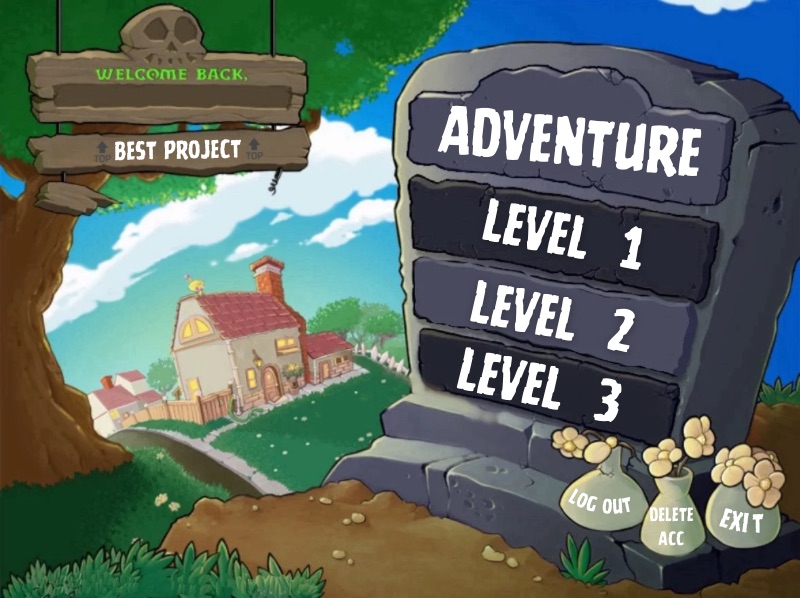 WELCOME BACK,
TOP BEST PROJECT TOP
ADVENTURE
LEVEL 1
LEVEL 2
LEVEL 3
LOG OUT
DELETE
ACC
EXIT